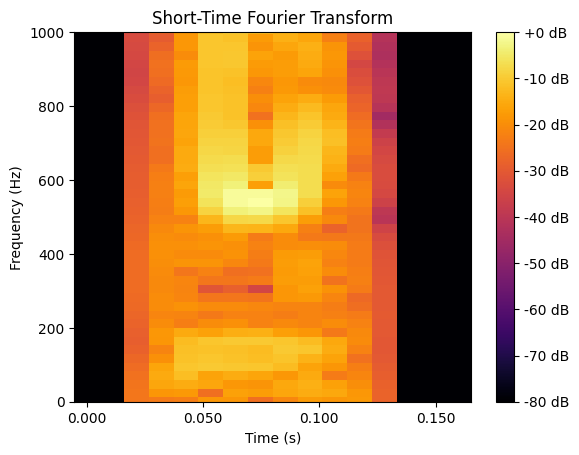 Short-Time Fourier Transform
1000
800
600
400
200
0
Frequency (Hz)
0.000
0.050
0.100
0.150
Time (s)
+0 dB
-10 dB
-20 dB
-30 dB
-40 dB
-50 dB
-60 dB
-70 dB
-80 dB